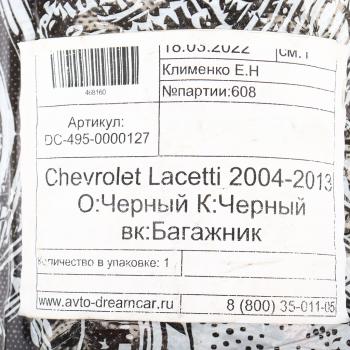 18.03.2022
см.1
Клименко Е.Н
468160
№партии:608
Артикул:
DC-495-0000127
Chevrolet Lacetti 2004-2013
О:Черный К:Черный
вк:Багажник
Количество в упаковке: 1
www.avto-dreamcar.ru
8 (800) 35-011-05